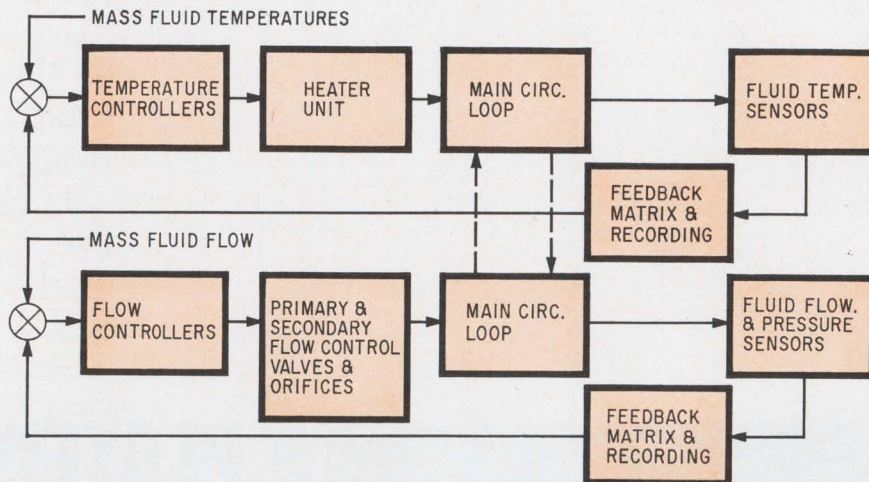 MASS FLUID TEMPERATURES
TEMPERATURE
CONTROLLERS
HEATER
UNIT
MAIN CIRC.
LOOP
FLUID TEMP.
SENSORS
FEEDBACK
MATRIX &
RECORDING
MASS FLUID FLOW
FLOW
CONTROLLERS
PRIMARY &
SECONDARY
FLOW CONTROL
VALVES &
ORIFICES
MAIN CIRC.
LOOP
FLUID FLOW.
& PRESSURE
SENSORS
FEEDBACK
MATRIX &
RECORDING